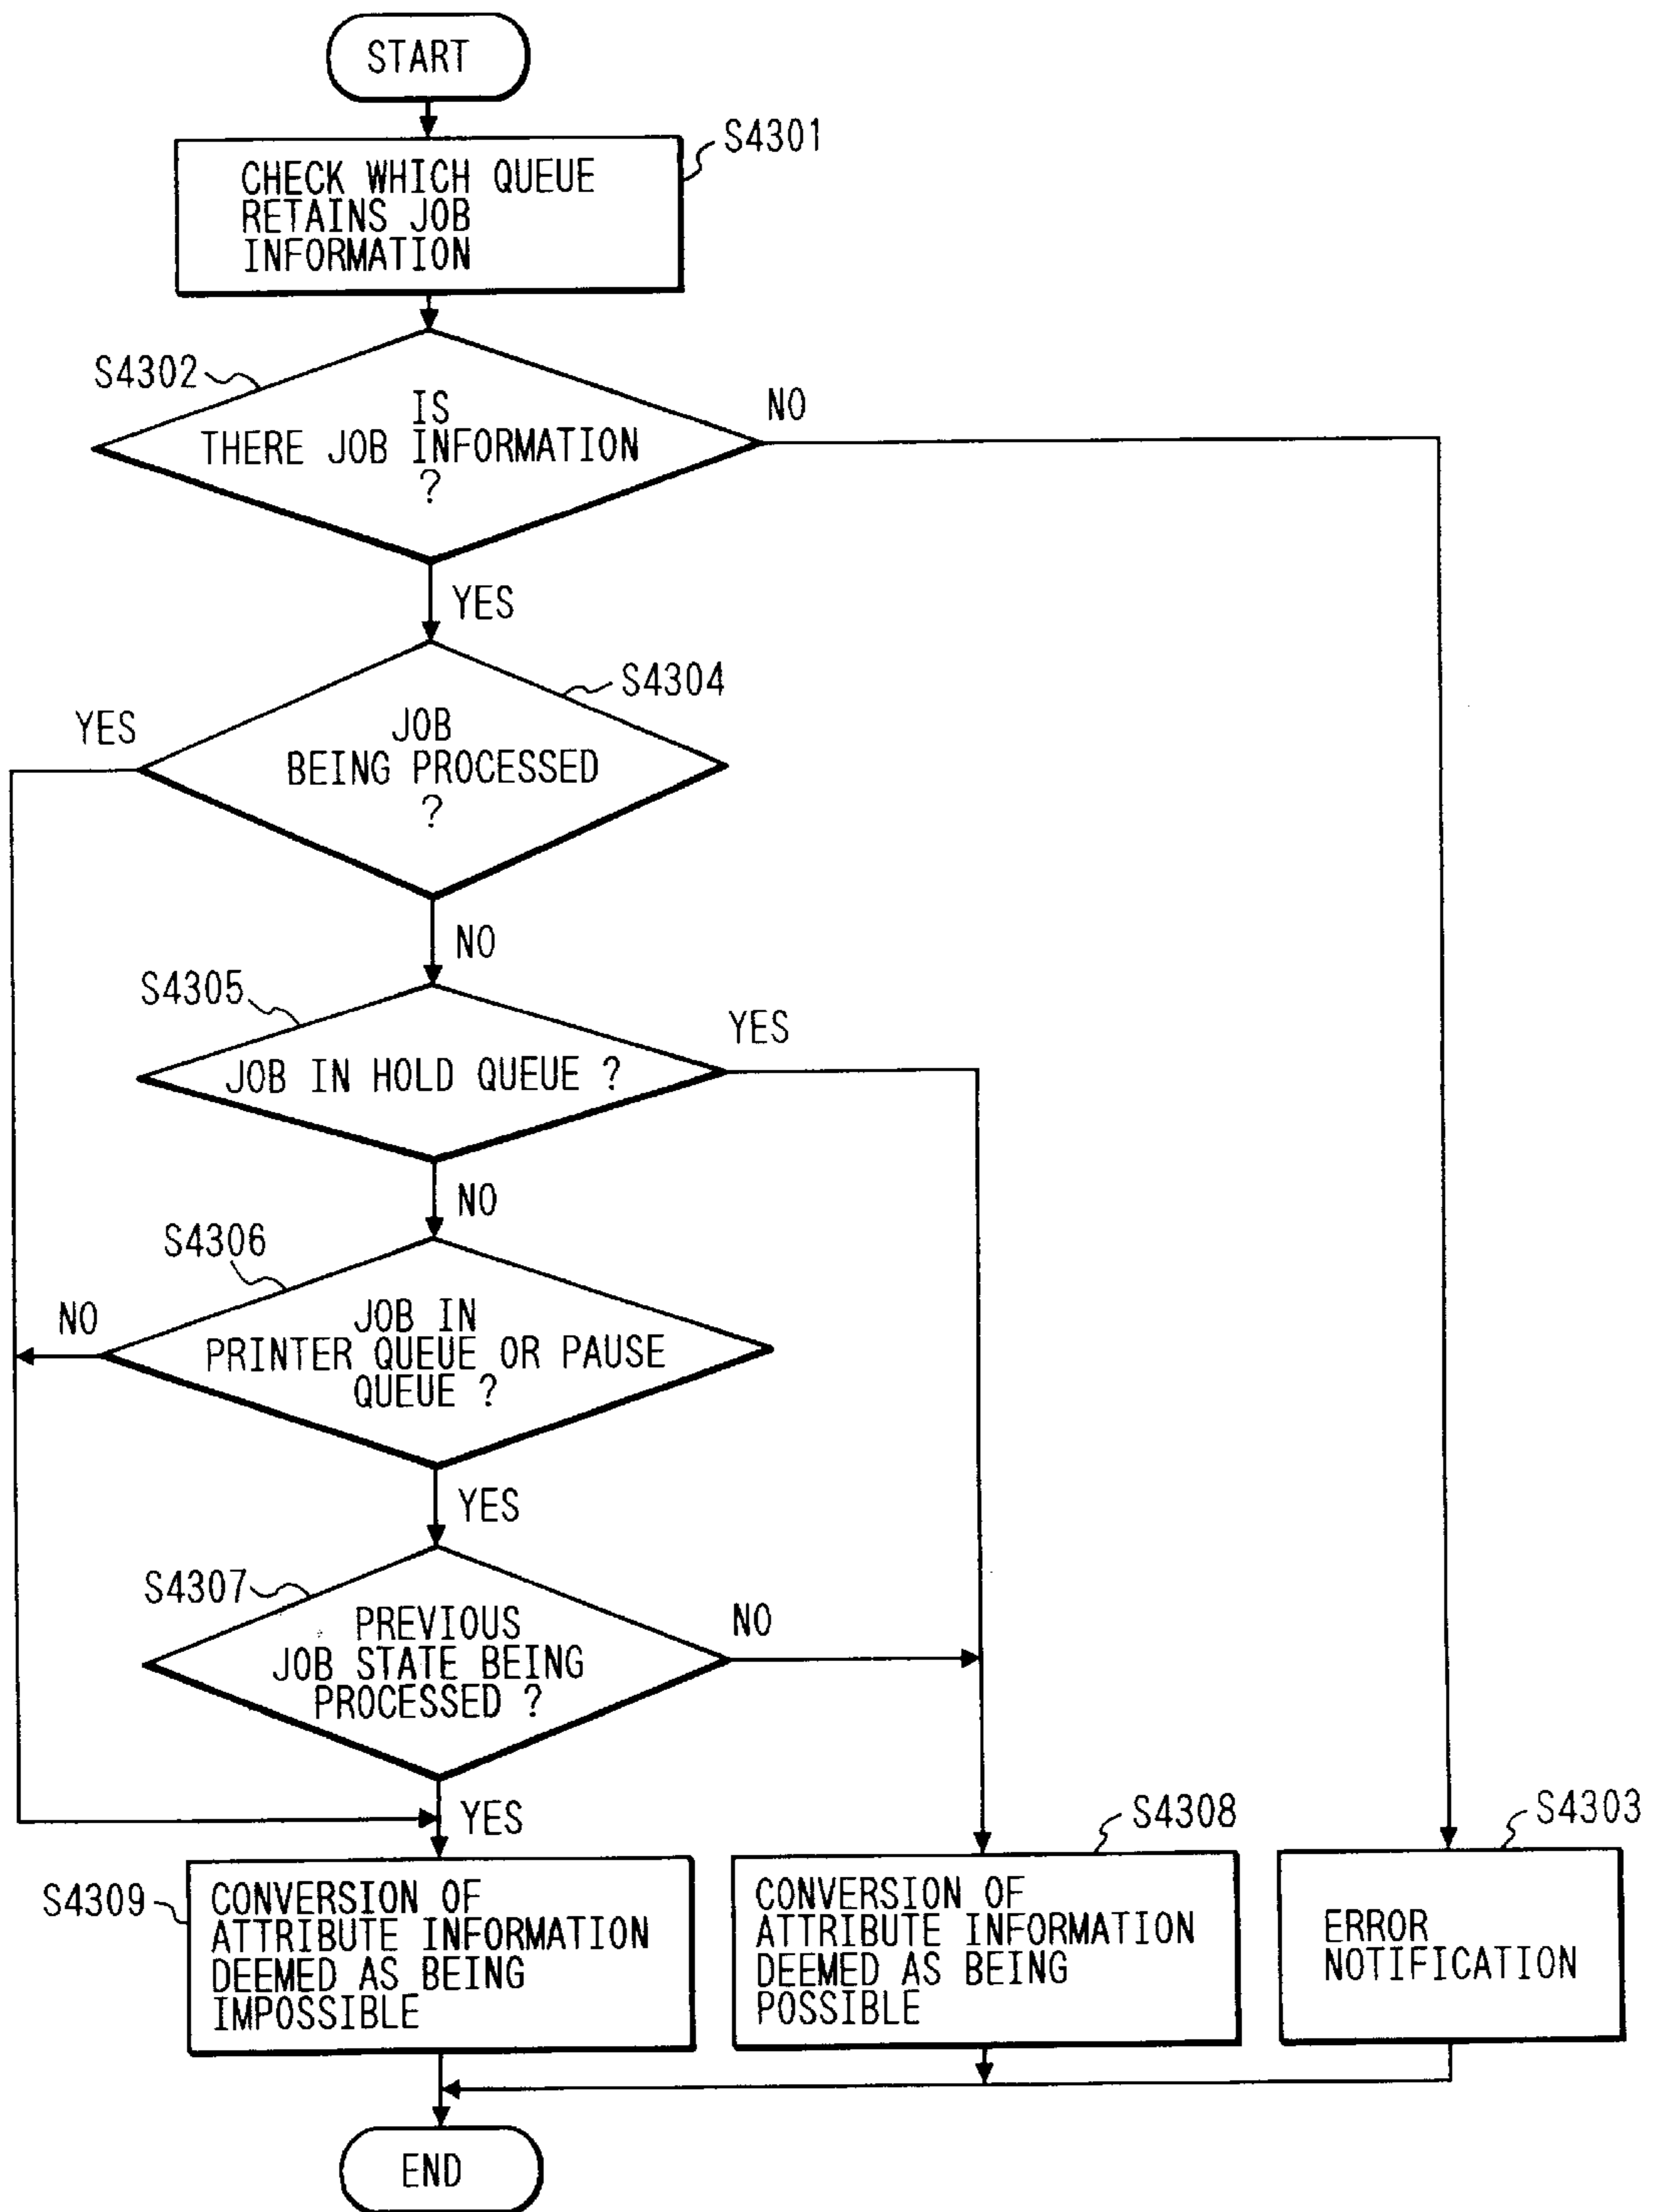 START
S4301
CHECK WHICH QUEUE
RETAINS JOB
INFORMATION
S4302
IS
THERE JOB INFORMATION
?
NO
YES
S4304
YES
JOB
BEING PROCESSED
?
NO
S4305
YES
JOB IN HOLD QUEUE ?
NO
S4306
NO
JOB IN
PRINTER QUEUE OR PAUSE
QUEUE ?
YES
S4307
PREVIOUS
JOB STATE BEING
PROCESSED ?
NO
YES
S4309
CONVERSION OF
ATTRIBUTE INFORMATION
DEEMED AS BEING
IMPOSSIBLE
S4308
CONVERSION OF
ATTRIBUTE INFORMATION
DEEMED AS BEING
POSSIBLE
S4303
ERROR
NOTIFICATION
END